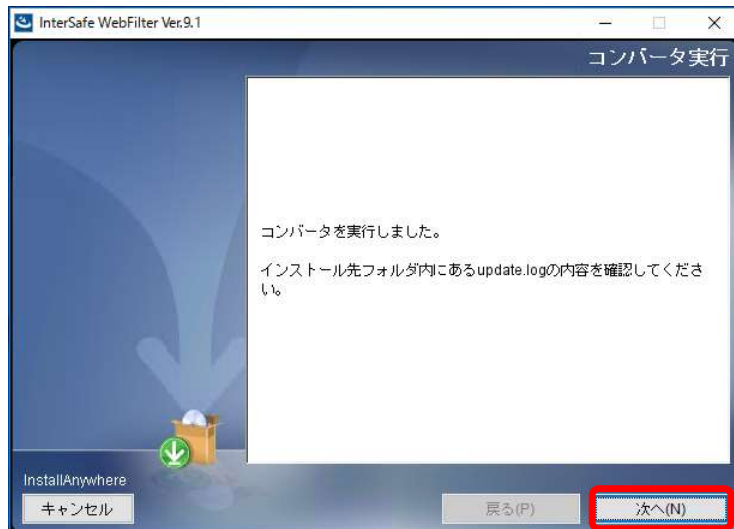 InterSafe WebFilter Ver.9.1
コンバータ実行
コンバータを実行しました。
インストール先フォルダ内にあるupdate.logの内容を確認してくださ
い。
InstallAnywhere
キャンセル
戻る(P)
次へ(N)